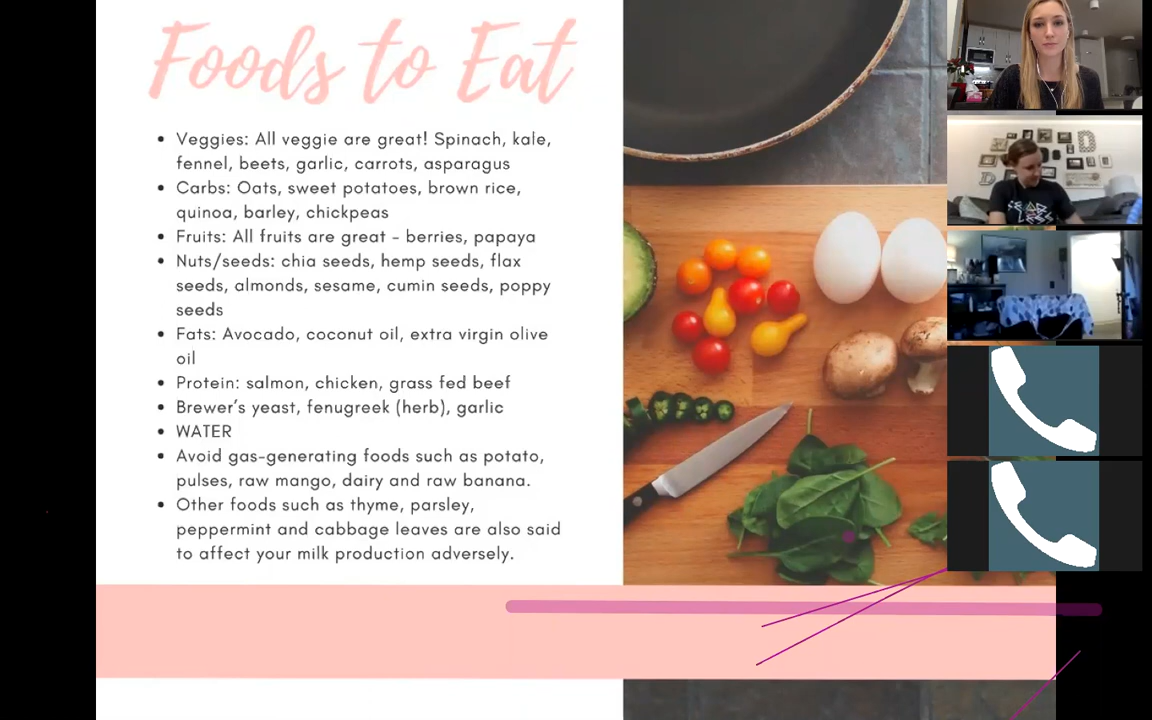 Foods to Eat
• Veggies: All veggie are great! Spinach, kale,
fennel, beets, garlic, carrots, asparagus
• Carbs: Oats, sweet potatoes, brown rice,
quinoa, barley, chickpeas
• Fruits: All fruits are great - berries, papaya
• Nuts/seeds: chia seeds, hemp seeds, flax
seeds, almonds, sesame, cumin seeds, poppy
seeds
• Fats: Avocado, coconut oil, extra virgin olive
oil
• Protein: salmon, chicken, grass fed beef
• Brewer's yeast, fenugreek (herb), garlic
• WATER
• Avoid gas-generating foods such as potato,
pulses, raw mango, dairy and raw banana.
• Other foods such as thyme, parsley,
peppermint and cabbage leaves are also said
to affect your milk production adversely.
D
D